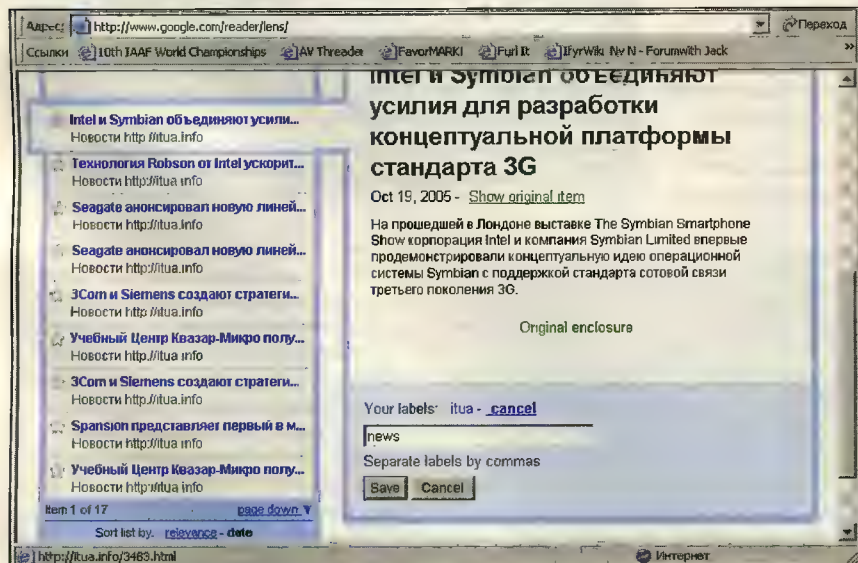 Адрес: http://www.google.com/reader/lens/ Переход
Ссылки 10th IAAF World Championships AV Threader FavorMARKI Furl It Ny N - Forumwith Jack »
Intel и Symbian объединяют усили...
Новости http://itua.info
Технология Robson от Intel ускорит...
Новости http://itua.info
Seagate анонсировал новую линей...
Новости http://itua.info
Seagate анонсировал новую линей...
Новости http://itua.info
3Com и Siemens создают стратеги...
Новости http://itua.info
Учебный Центр Квазар-Микро полу...
Новости http://itua.info
3Com и Siemens создают стратеги...
Новости http://itua.info
Spansion представляет первый в м...
Новости http://itua.info
Учебный Центр Квазар-Микро полу...
Новости http://itua.info
Item 1 of 17 page down ▼
Sort list by: relevance - date
Intel и Symbian объединяют
усилия для разработки
концептуальной платформы
стандарта 3G
Oct 19, 2005 - Show original item
На прошедшей в Лондоне выставке The Symbian Smartphone
Show корпорация Intel и компания Symbian Limited впервые
продемонстрировали концептуальную идею операционной
системы Symbian с поддержкой стандарта сотовой связи
третьего поколения 3G.
Original enclosure
Your labels: itua - cancel
news
Separate labels by commas
Save Cancel
http://itua.info/3463.html Интернет